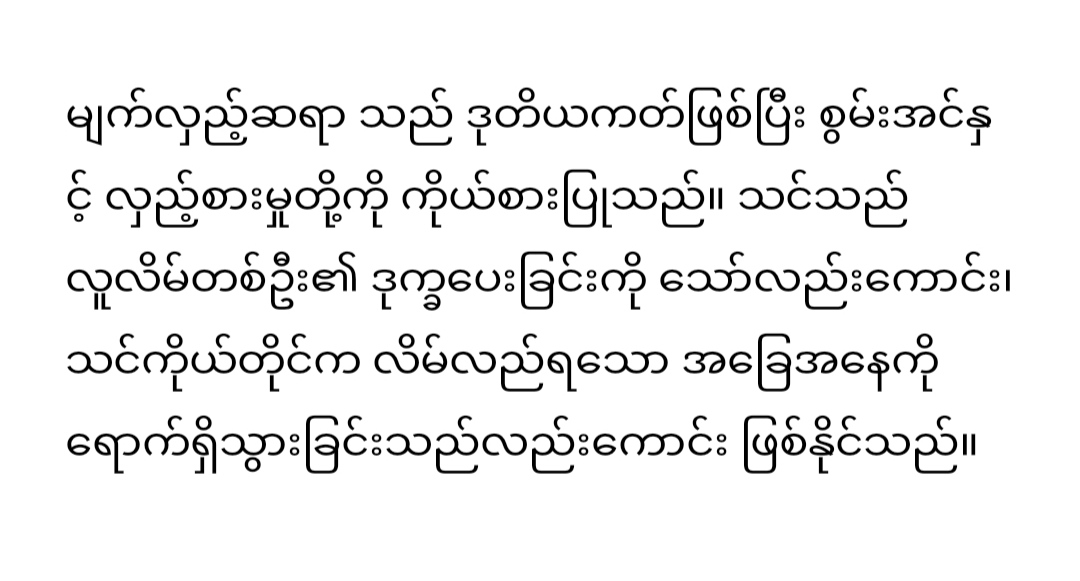 မျက်လှည့်ဆရာ သည် ဒုတိယကတ်ဖြစ်ပြီး စွမ်းအင်နှ
င့် လှည့်စားမှုတို့ကို ကိုယ်စားပြုသည်။ သင်သည်
လူလိမ်တစ်ဦး၏ ဒုက္ခပေးခြင်းကို သော်လည်းကောင်း၊
သင်ကိုယ်တိုင်က လိမ်လည်ရသော အခြေအနေကို
ရောက်ရှိသွားခြင်းသည်လည်းကောင်း ဖြစ်နိုင်သည်။